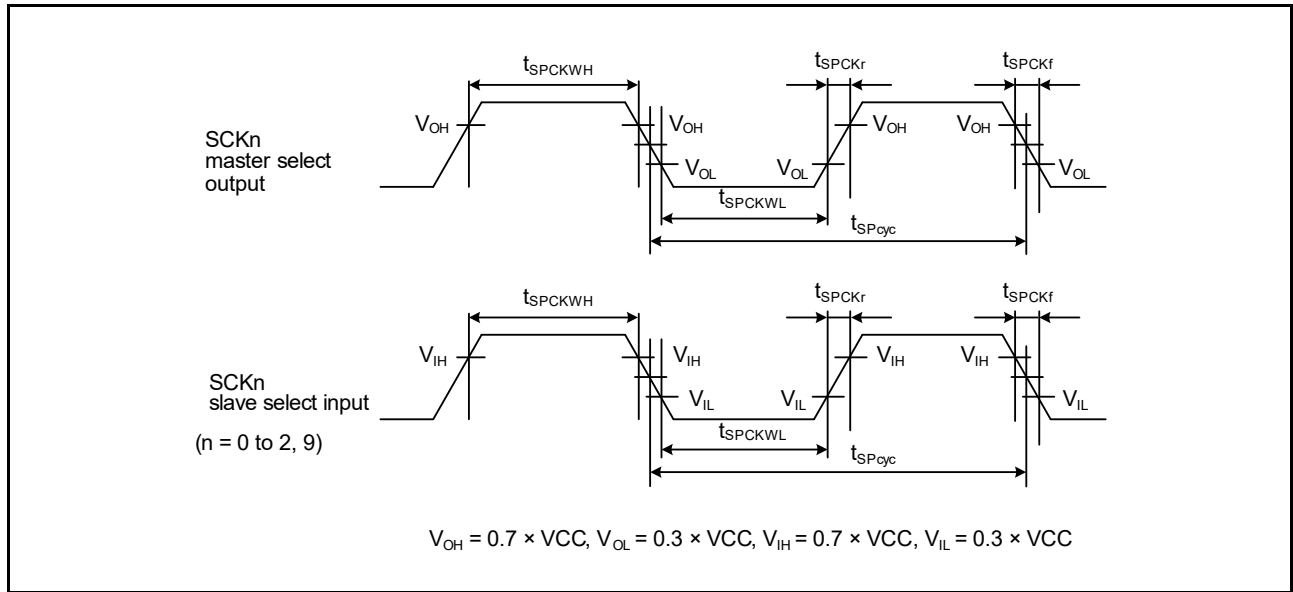 tSPCKWH
tSPCKr
tSPCKf
SCKn
master select
output
VOH
VOH
VOL
VOL
VOH
VOH
VOL
tSPCKWL
tSPcyc
tSPCKWH
tSPCKr
tSPCKf
SCKn
slave select input
(n = 0 to 2, 9)
VIH
VIH
VIL
VIL
VIH
VIH
VIL
tSPCKWL
tSPcyc
VOH = 0.7 × VCC, VOL = 0.3 × VCC, VIH = 0.7 × VCC, VIL = 0.3 × VCC